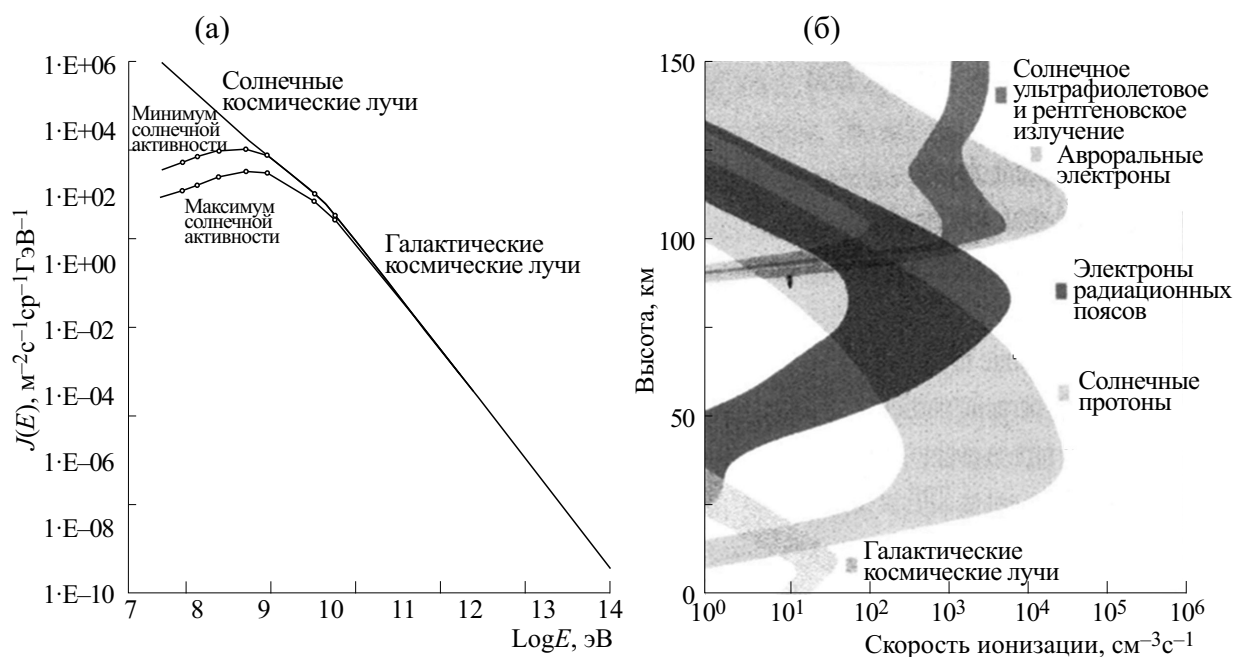 (а)
J(E), м–2с–1ср–1ГэВ–1
1·E+06
1·E+04
1·E+02
1·E+00
1·E–02
1·E–04
1·E–06
1·E–08
1·E–10
Солнечные
космические лучи
Минимум
солнечной
активности
Максимум
солнечной
активности
Галактические
космические лучи
7 8 9 10 11 12 13 14
LogE, эВ
(б)
Высота, км
150
100
50
0
Солнечное
ультрафиолетовое
и рентгеновское
излучение
Авроральные
электроны
Электроны
радиационных
поясов
Солнечные
протоны
Галактические
космические лучи
10⁰ 10¹ 10² 10³ 10⁴ 10⁵ 10⁶
Скорость ионизации, см–3с–1